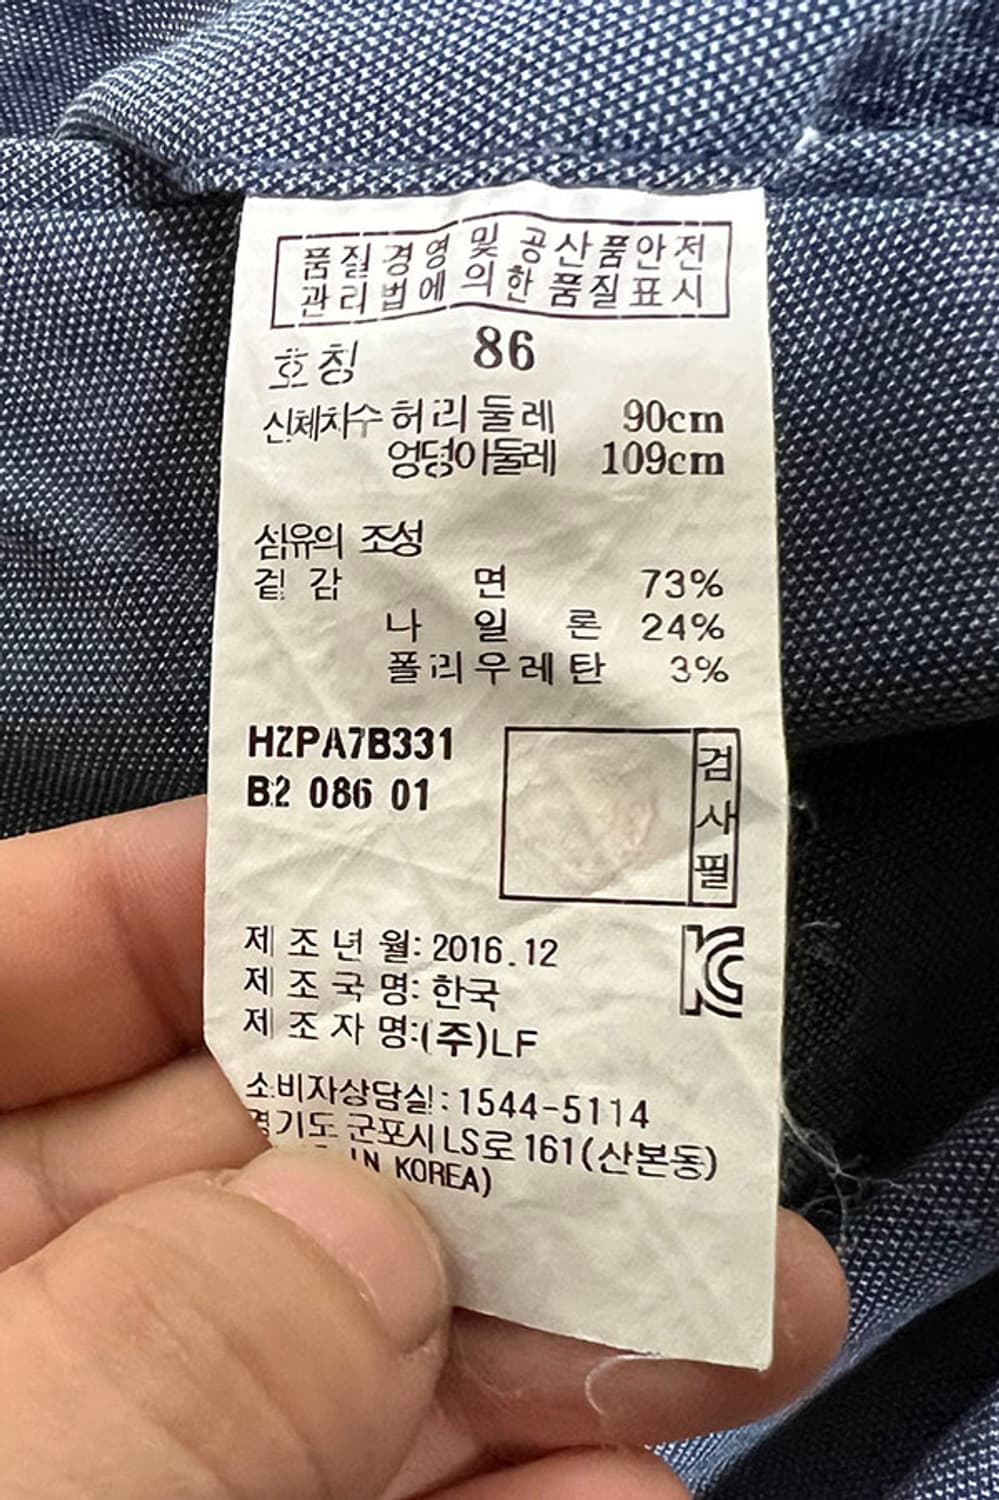 품질경영 및 공산품안전
관리법에 의한 품질표시
호칭 86
신체치수 허리둘레 90cm
엉덩이둘레 109cm
섬유의 조성
겉감 면 73%
나일론 24%
폴리우레탄 3%
HZPA7B331
B2 086 01
검사필
제조년월: 2016.12
제조국명: 한국
제조자명:(주)LF
소비자상담실: 1544-5114
경기도 군포시 LS로 161(산본동)
IN KOREA)